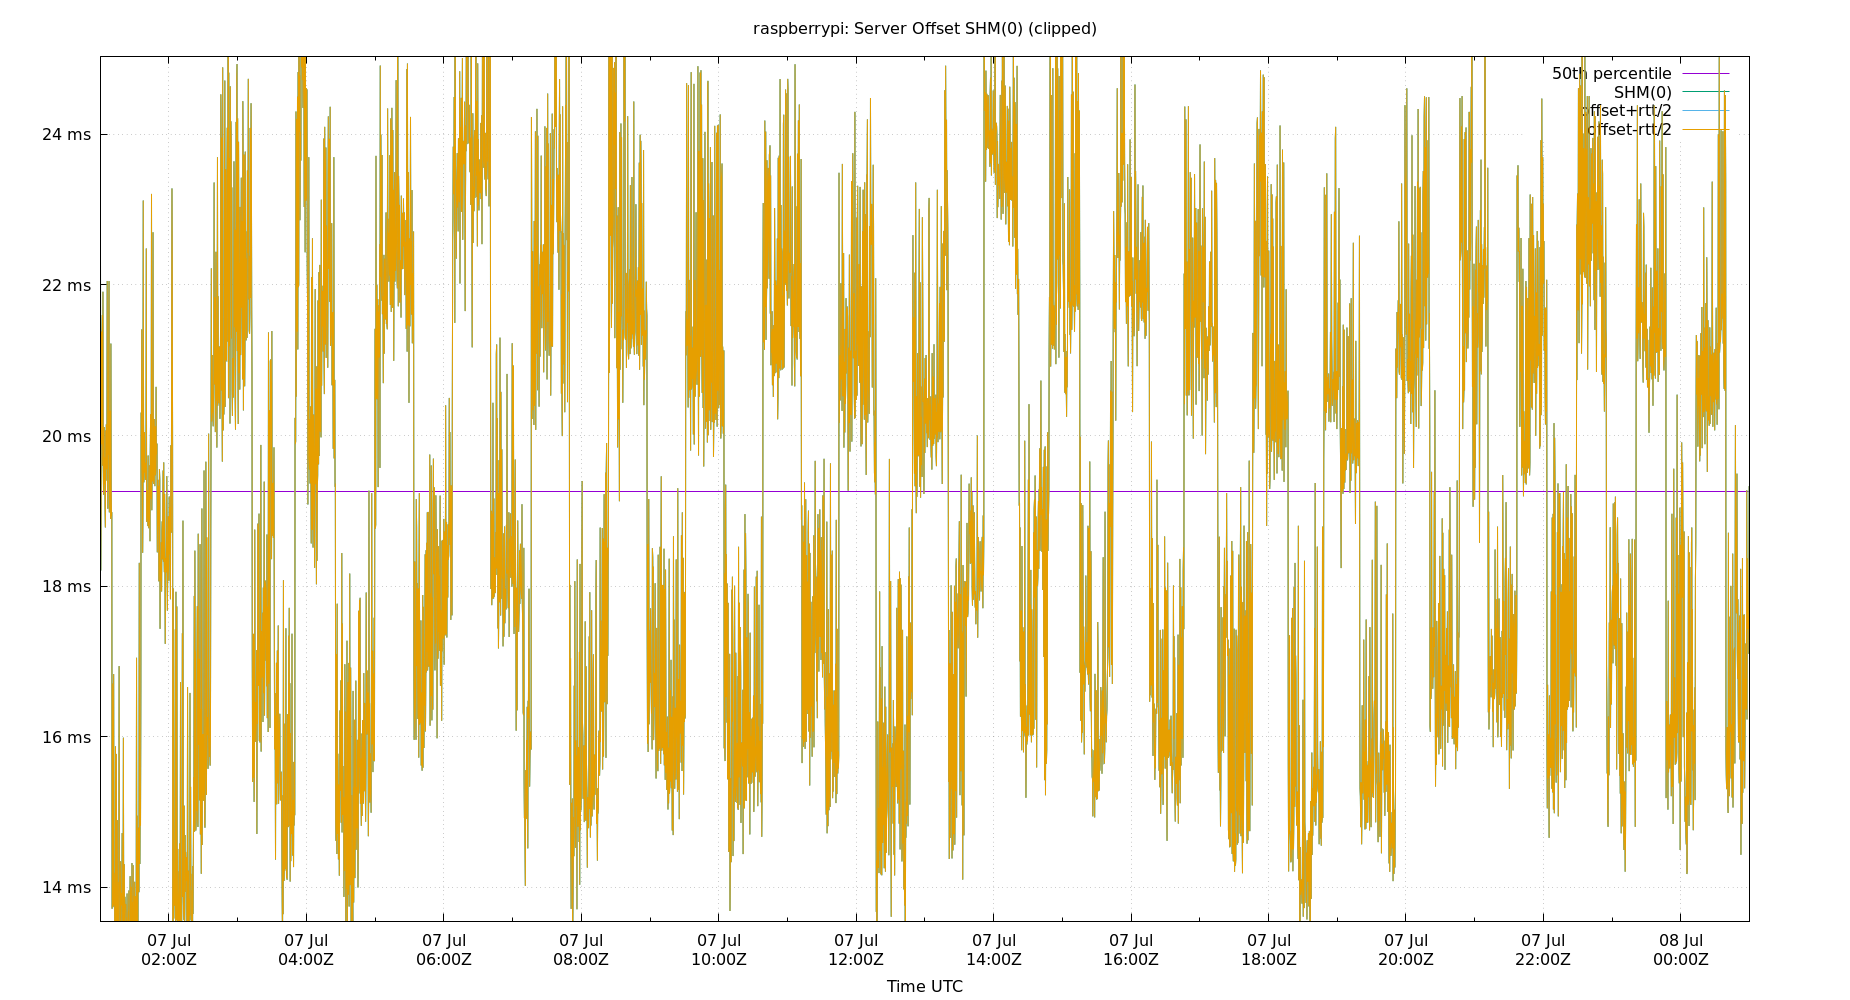 raspberrypi: Server Offset SHM(0) (clipped)
50th percentile
SHM(0)
offset+rtt/2
offset-rtt/2
24 ms
22 ms
20 ms
18 ms
16 ms
14 ms
07 Jul 07 Jul 07 Jul 07 Jul 07 Jul 07 Jul 07 Jul 07 Jul 07 Jul 07 Jul 07 Jul 08 Jul
02:00Z 04:00Z 06:00Z 08:00Z 10:00Z 12:00Z 14:00Z 16:00Z 18:00Z 20:00Z 22:00Z 00:00Z
Time UTC